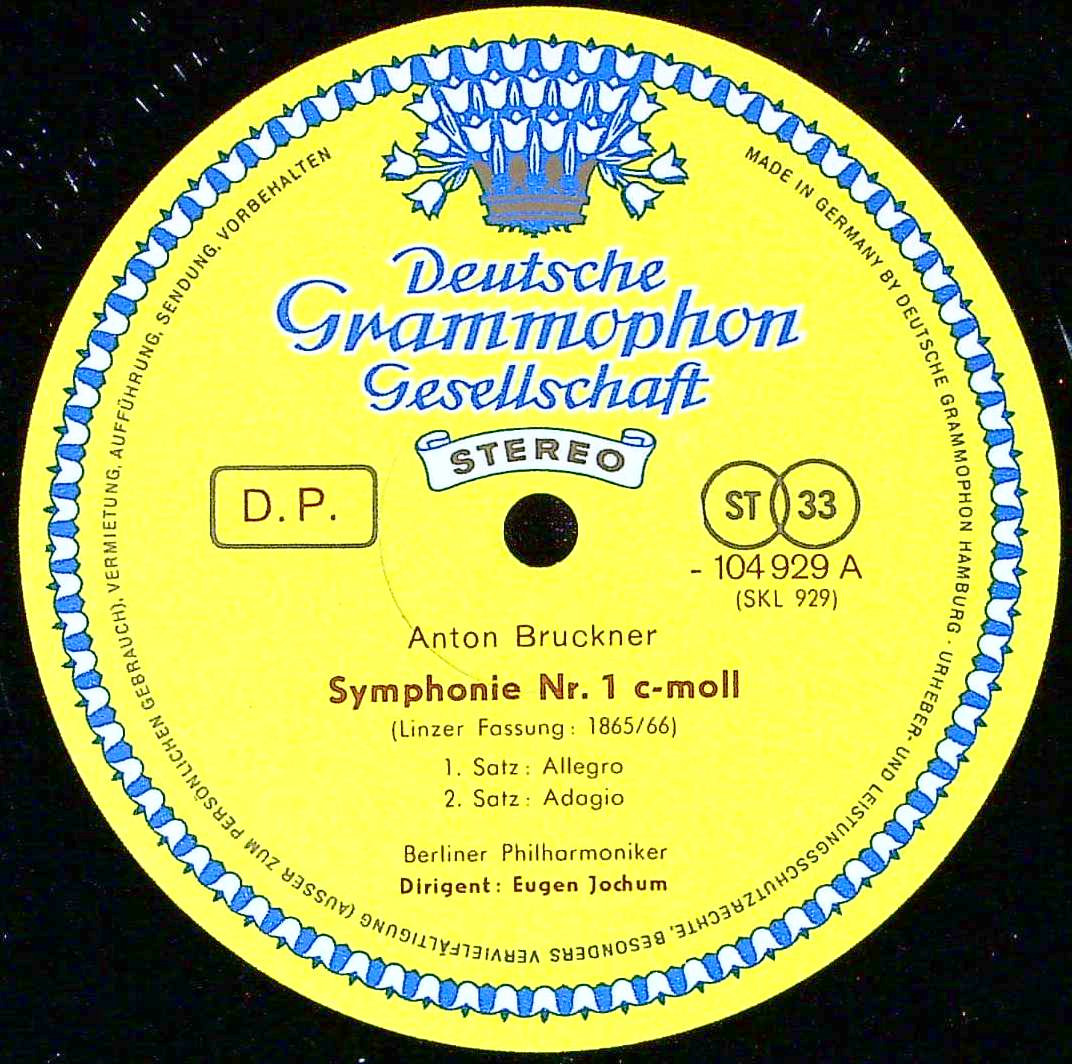 Deutsche
Grammophon
Gesellschaft
STEREO
D.P.
ST 33
- 104 929 A
(SKL 929)
Anton Bruckner
Symphonie Nr. 1 c-moll
(Linzer Fassung: 1865/66)
1. Satz: Allegro
2. Satz: Adagio
Berliner Philharmoniker
Dirigent: Eugen Jochum
MADE IN GERMANY BY DEUTSCHE GRAMMOPHON HAMBURG · URHEBER- UND LEISTUNGSSCHUTZRECHTE, BESONDERS VERVIELFÄLTIGUNG (AUSSER ZUM PERSÖNLICHEN GEBRAUCH), VERMIETUNG, AUFFÜHRUNG, SENDUNG, VORBEHALTEN